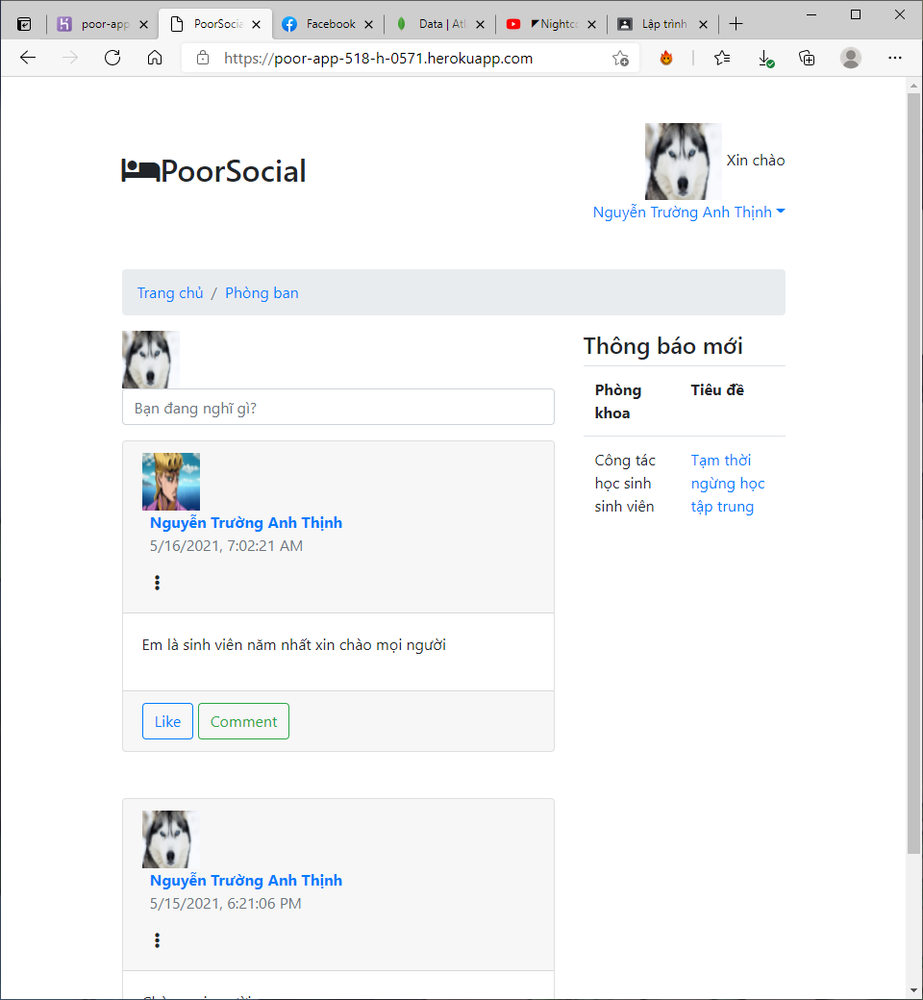 poor-app
PoorSocia
Facebook
Data | Atl
Nightco
Lập trình
https://poor-app-518-h-0571.herokuapp.com
PoorSocial
Xin chào
Nguyễn Trường Anh Thịnh
Trang chủ / Phòng ban
Bạn đang nghĩ gì?
Nguyễn Trường Anh Thịnh
5/16/2021, 7:02:21 AM
Em là sinh viên năm nhất xin chào mọi người
Like Comment
Nguyễn Trường Anh Thịnh
5/15/2021, 6:21:06 PM
Thông báo mới
Phòng khoa Tiêu đề
Công tác Tạm thời
học sinh ngừng học
sinh viên tập trung